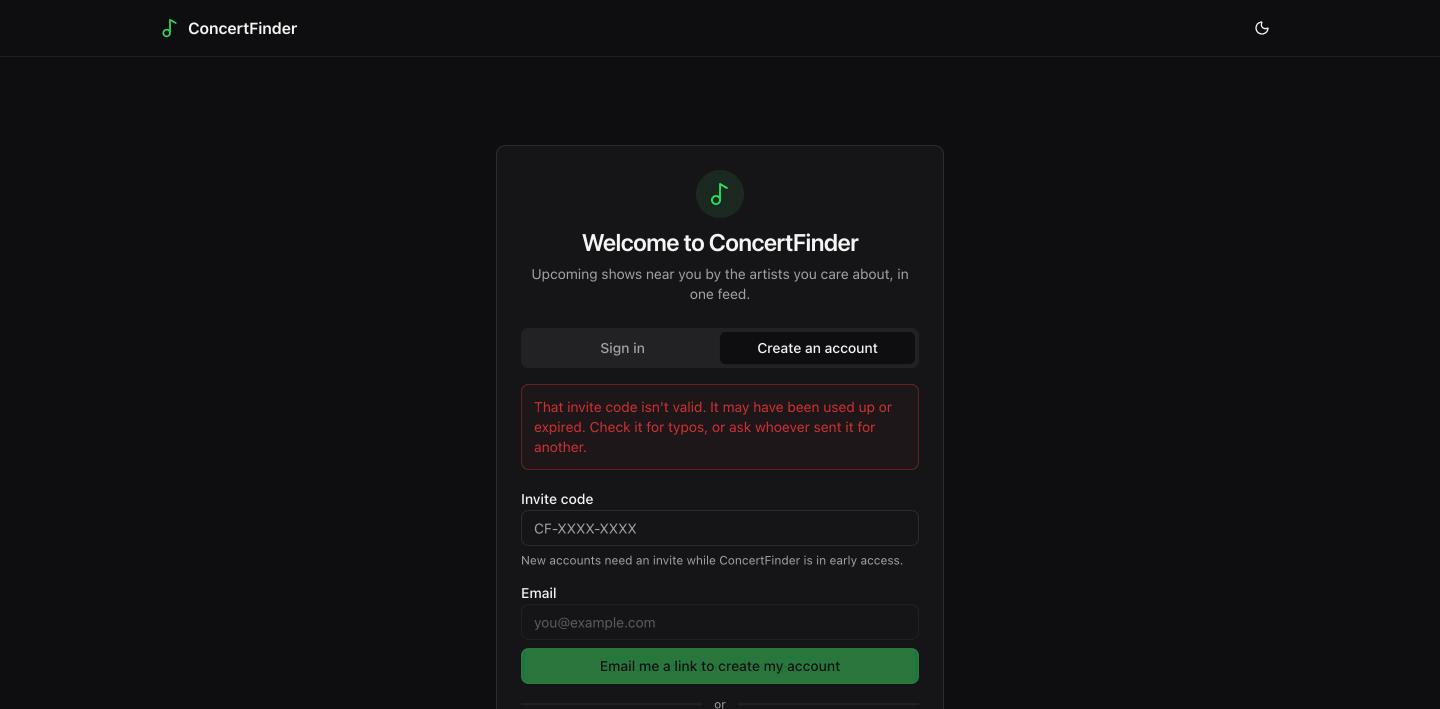 ConcertFinder
Welcome to ConcertFinder
Upcoming shows near you by the artists you care about, in
one feed.
Sign in
Create an account
That invite code isn't valid. It may have been used up or
expired. Check it for typos, or ask whoever sent it for
another.
Invite code
CF-XXXX-XXXX
New accounts need an invite while ConcertFinder is in early access.
Email
you@example.com
Email me a link to create my account
or